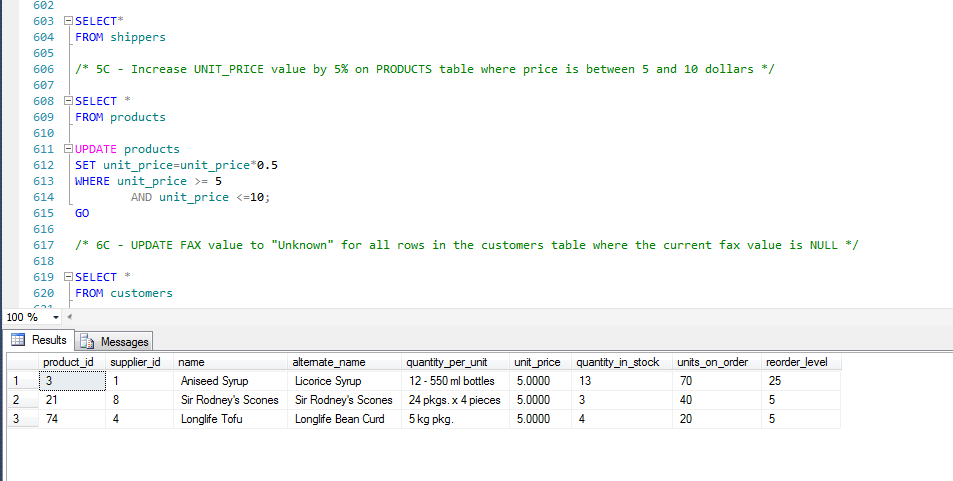 602
603 SELECT*
604 FROM shippers
605
606 /* 5C - Increase UNIT_PRICE value by 5% on PRODUCTS table where price is between 5 and 10 dollars */
607
608 SELECT *
609 FROM products
610
611 UPDATE products
612 SET unit_price=unit_price*0.5
613 WHERE unit_price >= 5
614 AND unit_price <=10;
615 GO
616
617 /* 6C - UPDATE FAX value to "Unknown" for all rows in the customers table where the current fax value is NULL */
618
619 SELECT *
620 FROM customers
100 %
Results Messages
product_id supplier_id name alternate_name quantity_per_unit unit_price quantity_in_stock units_on_order reorder_level
1 3 1 Aniseed Syrup Licorice Syrup 12 - 550 ml bottles 5.0000 13 70 25
2 21 8 Sir Rodney's Scones Sir Rodney's Scones 24 pkgs. x 4 pieces 5.0000 3 40 5
3 74 4 Longlife Tofu Longlife Bean Curd 5 kg pkg. 5.0000 4 20 5